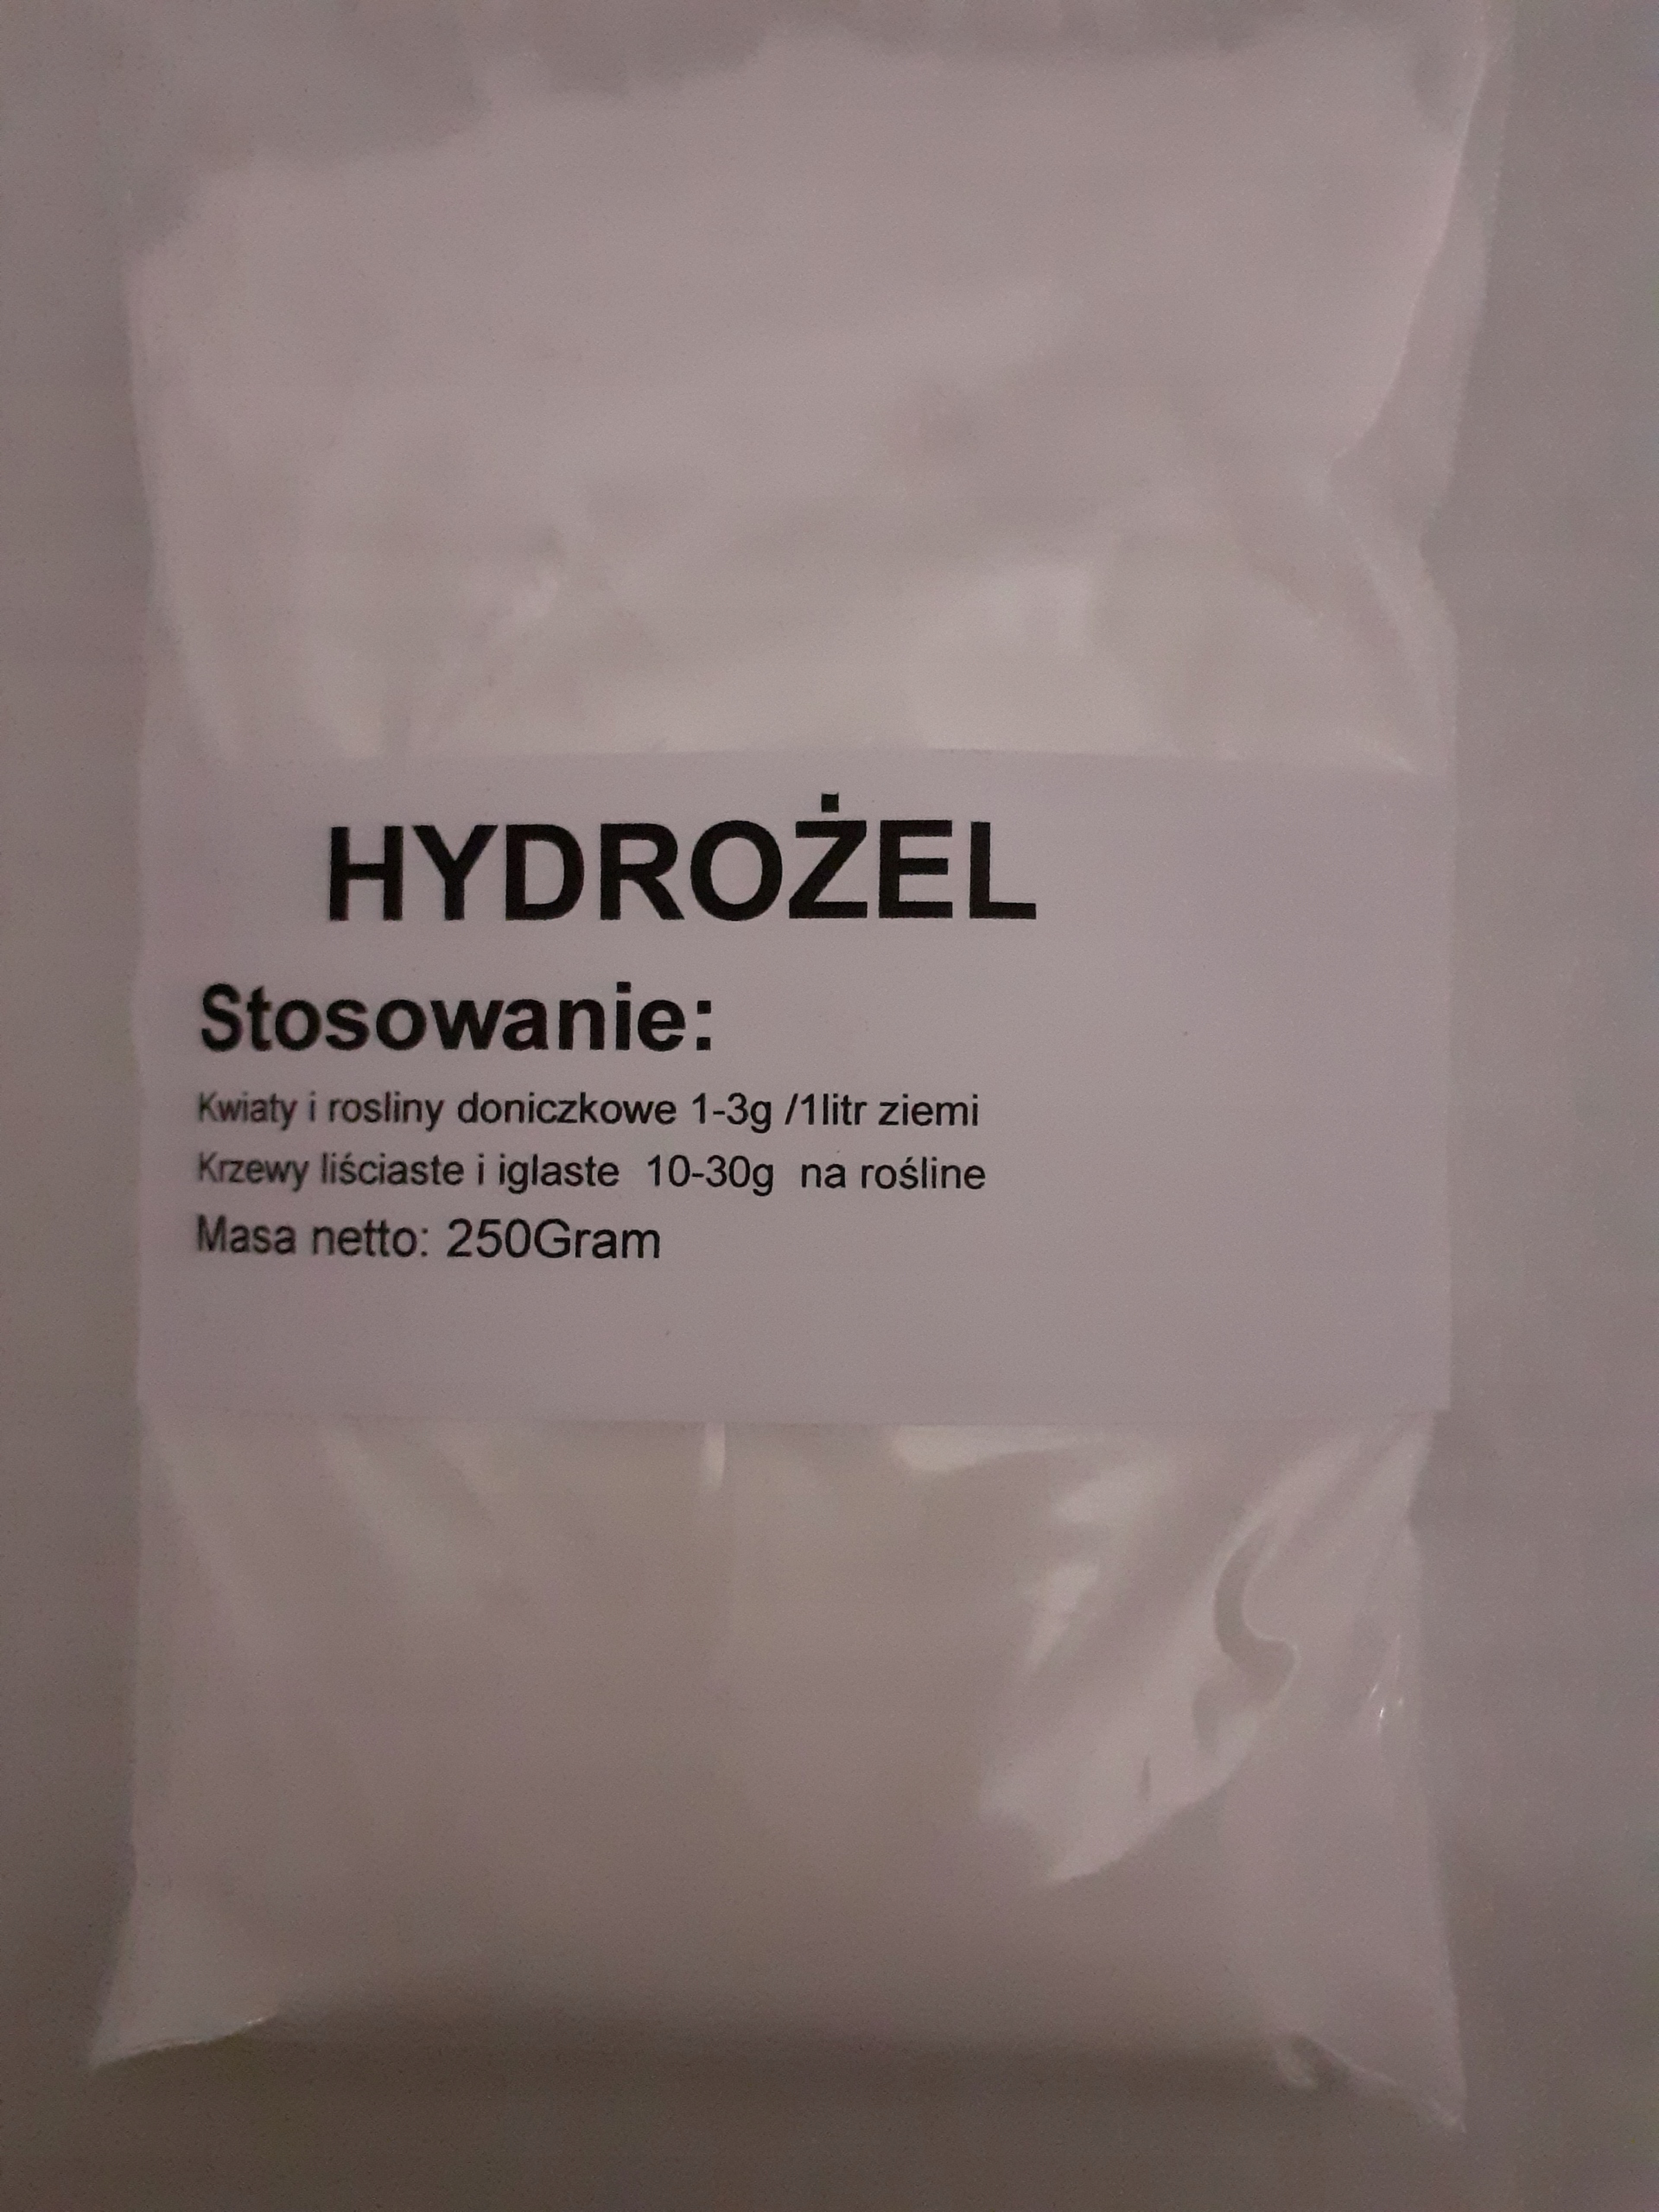 HYDROŻEL
Stosowanie:
Kwiaty i rosliny doniczkowe 1-3g /1litr ziemi
Krzewy liściaste i iglaste 10-30g na rośline
Masa netto: 250Gram